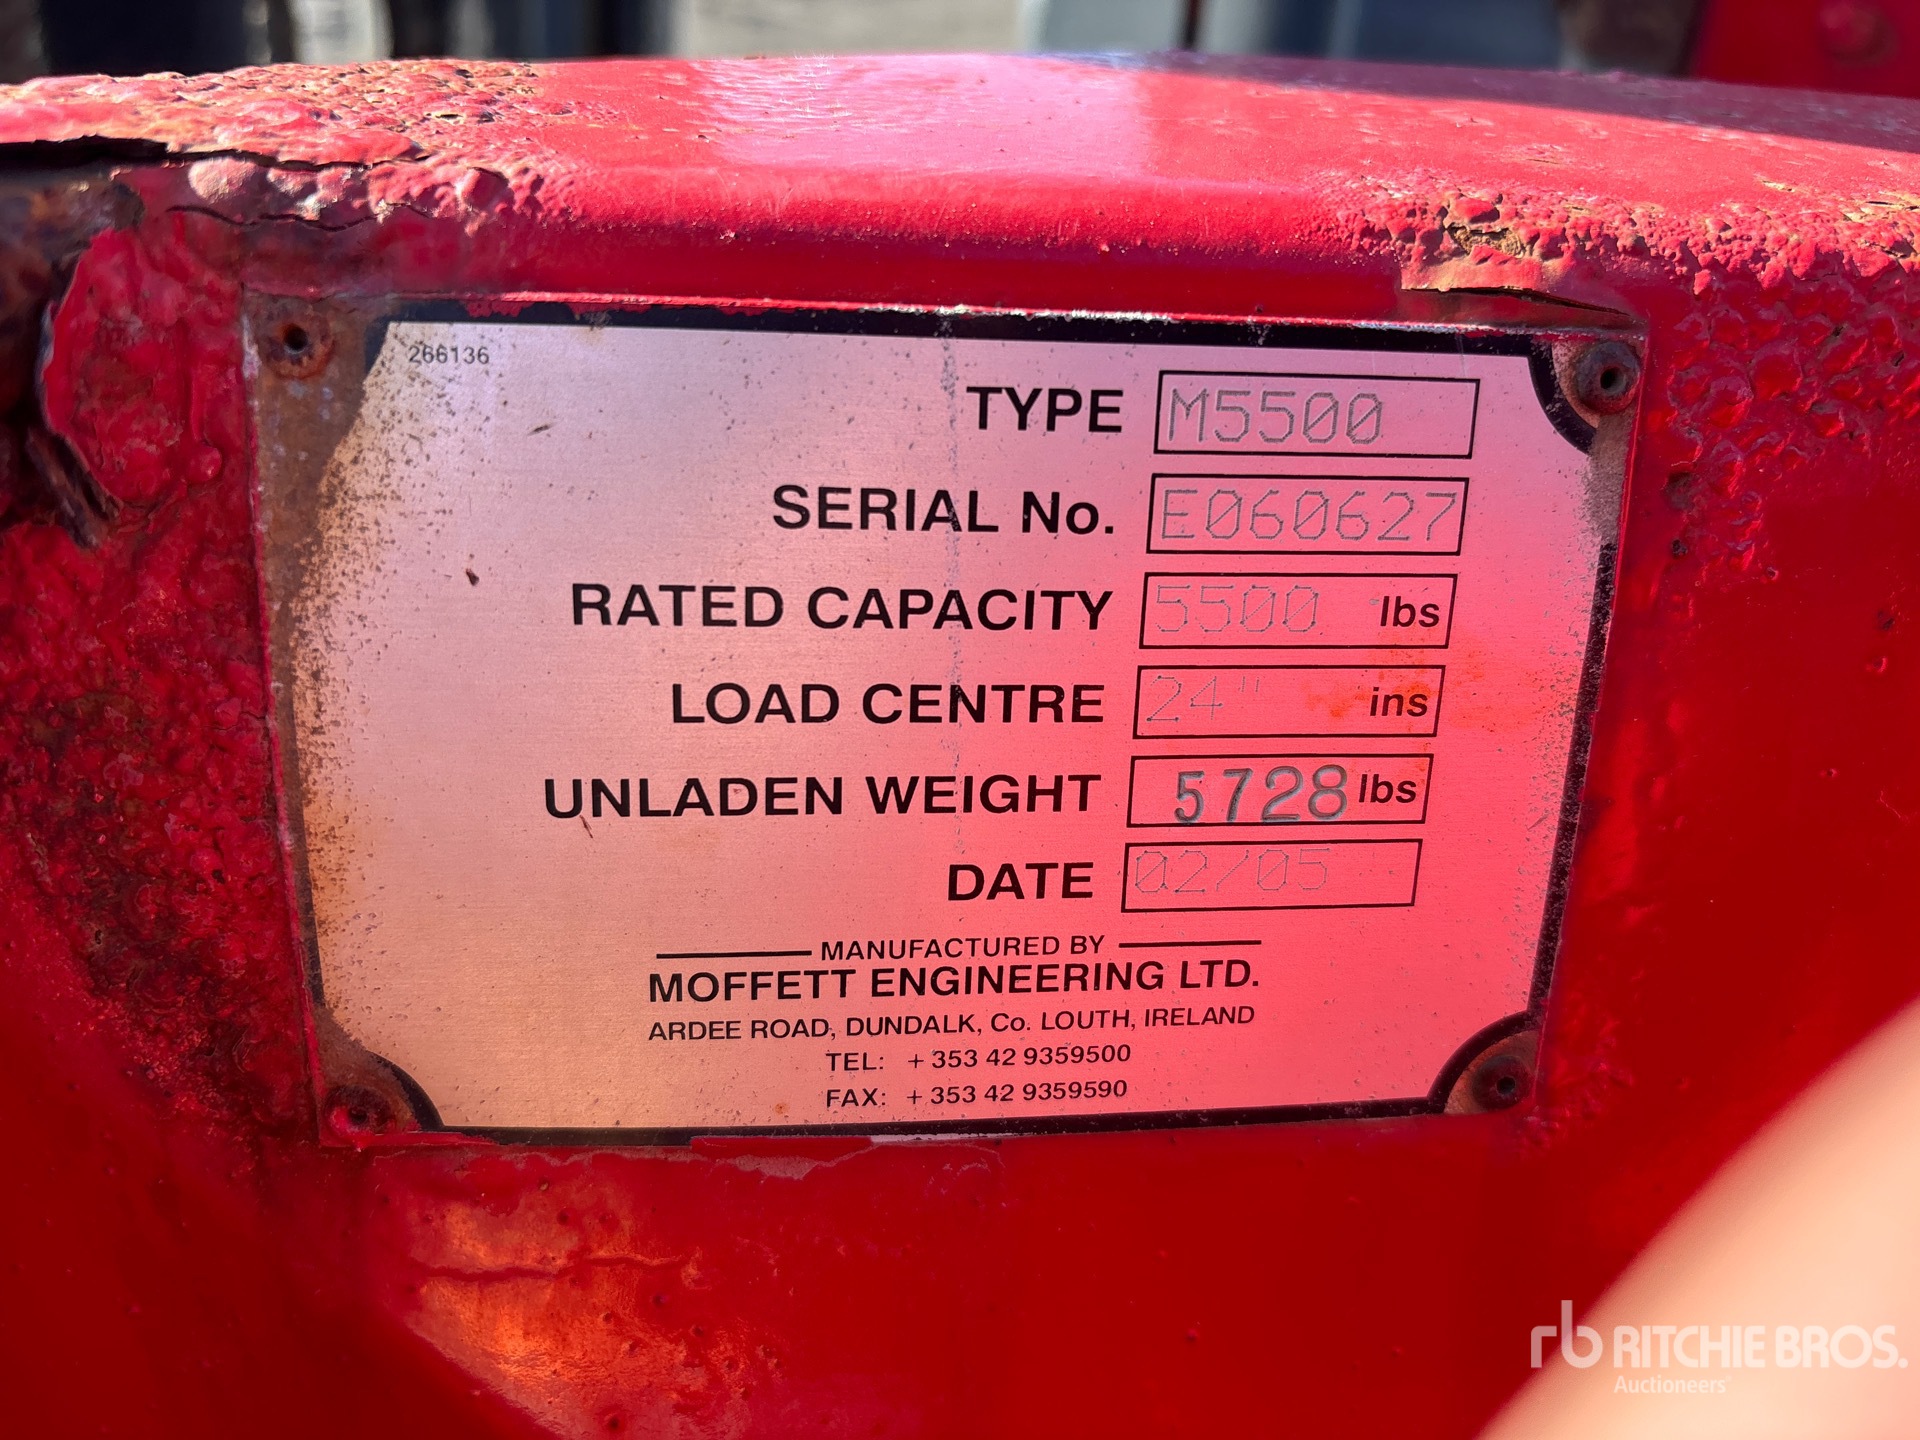 266136
TYPE M5500
SERIAL No. E060627
RATED CAPACITY 5500 lbs
LOAD CENTRE 24" ins
UNLADEN WEIGHT 5728 lbs
DATE 02/05
MANUFACTURED BY
MOFFETT ENGINEERING LTD.
ARDEE ROAD, DUNDALK, Co. LOUTH, IRELAND
TEL: + 353 42 9359500
FAX: + 353 42 9359590
rb RITCHIE BROS.
Auctioneers